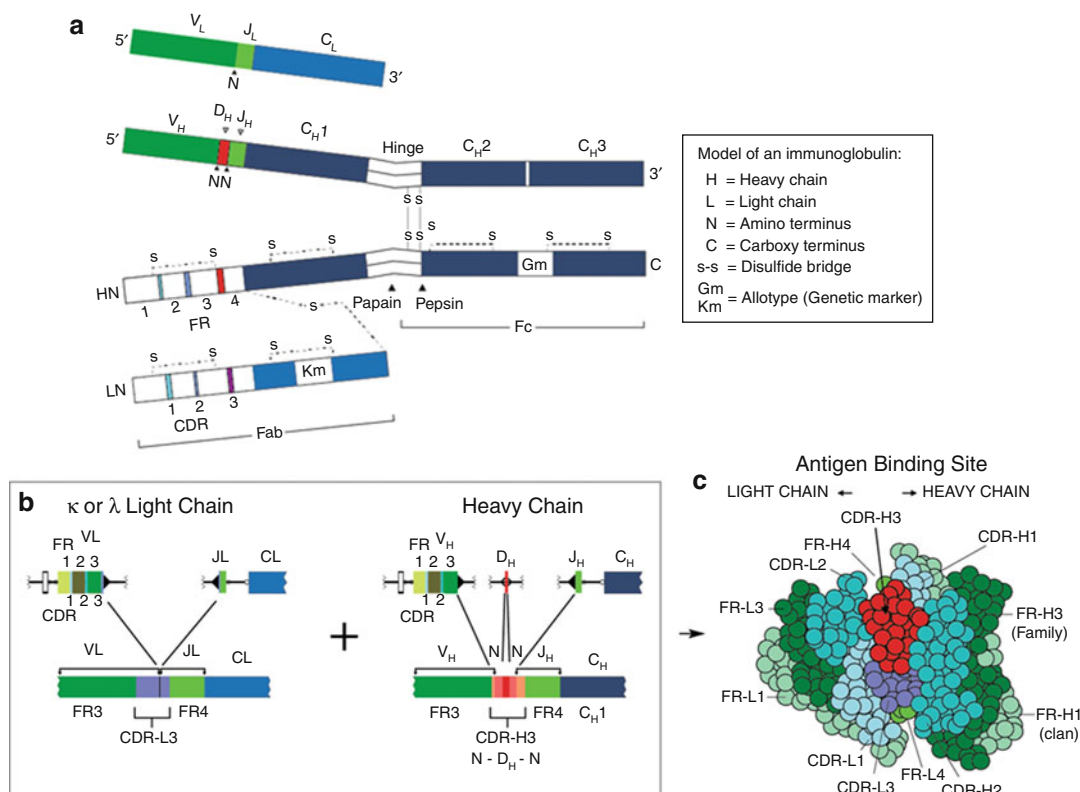 a
5′ V_L J_L C_L 3′
N
5′ V_H D_H J_H C_H1 Hinge C_H2 C_H3 3′
NN
S S
S S
S S S S S S S S
HN 1 2 3 4 Gm C
FR
Papain Pepsin
S
Fc
S S S S
LN Km
1 2 3
CDR
Fab
Model of an immunoglobulin:
H = Heavy chain
L = Light chain
N = Amino terminus
C = Carboxy terminus
s-s = Disulfide bridge
Gm
Km = Allotype (Genetic marker)
b
κ or λ Light Chain
FR VL
1 2 3
JL CL
1 2 3
CDR
VL JL CL
FR3 FR4
CDR-L3
+
Heavy Chain
FR V_H
1 2 3
D_H J_H C_H
1 2
CDR
V_H N N J_H C_H
FR3 FR4 C_H1
CDR-H3
N - D_H - N
c
Antigen Binding Site
LIGHT CHAIN HEAVY CHAIN
CDR-H3
FR-H4
CDR-H1
CDR-L2
FR-L3
FR-H3
(Family)
FR-L1
FR-H1
(clan)
CDR-L1
FR-L4
CDR-L3
CDR-H2